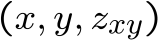 (x, y, z_{xy})